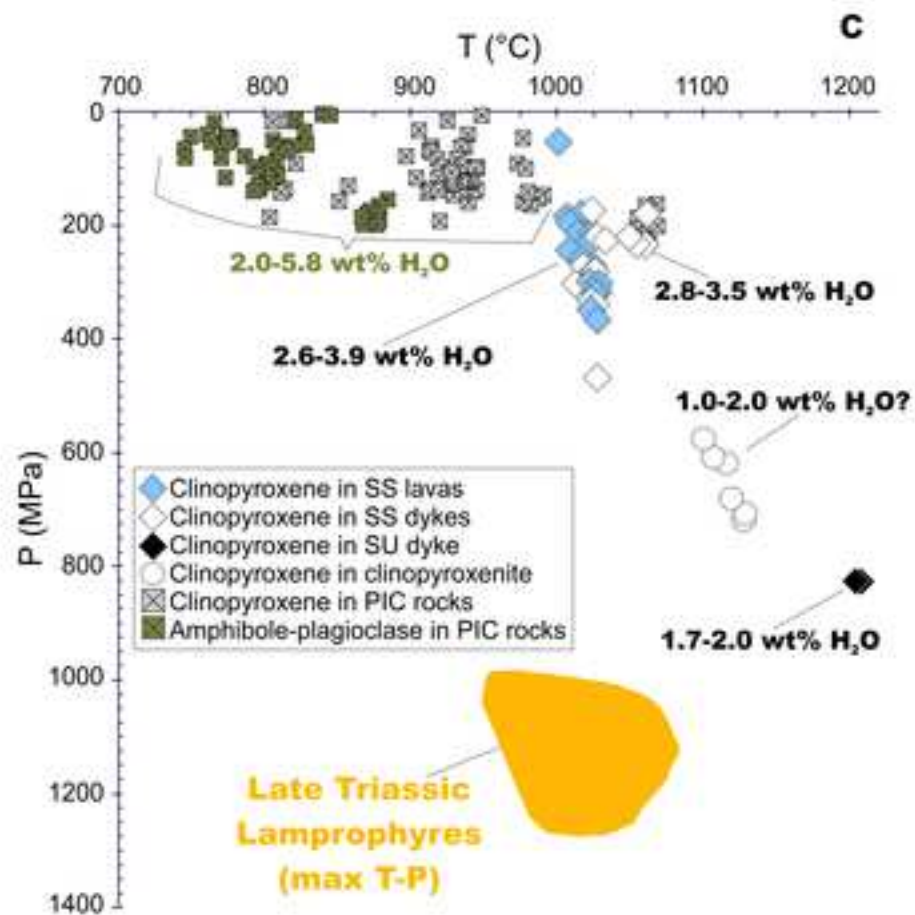 C
T (°C)
700 800 900 1000 1100 1200
0
200
400
600
800
1000
1200
1400
P (MPa)
2.0-5.8 wt% H₂O
2.8-3.5 wt% H₂O
2.6-3.9 wt% H₂O
1.0-2.0 wt% H₂O?
Clinopyroxene in SS lavas
Clinopyroxene in SS dykes
Clinopyroxene in SU dyke
Clinopyroxene in clinopyroxenite
Clinopyroxene in PIC rocks
Amphibole-plagioclase in PIC rocks
1.7-2.0 wt% H₂O
Late Triassic
Lamprophyres
(max T-P)